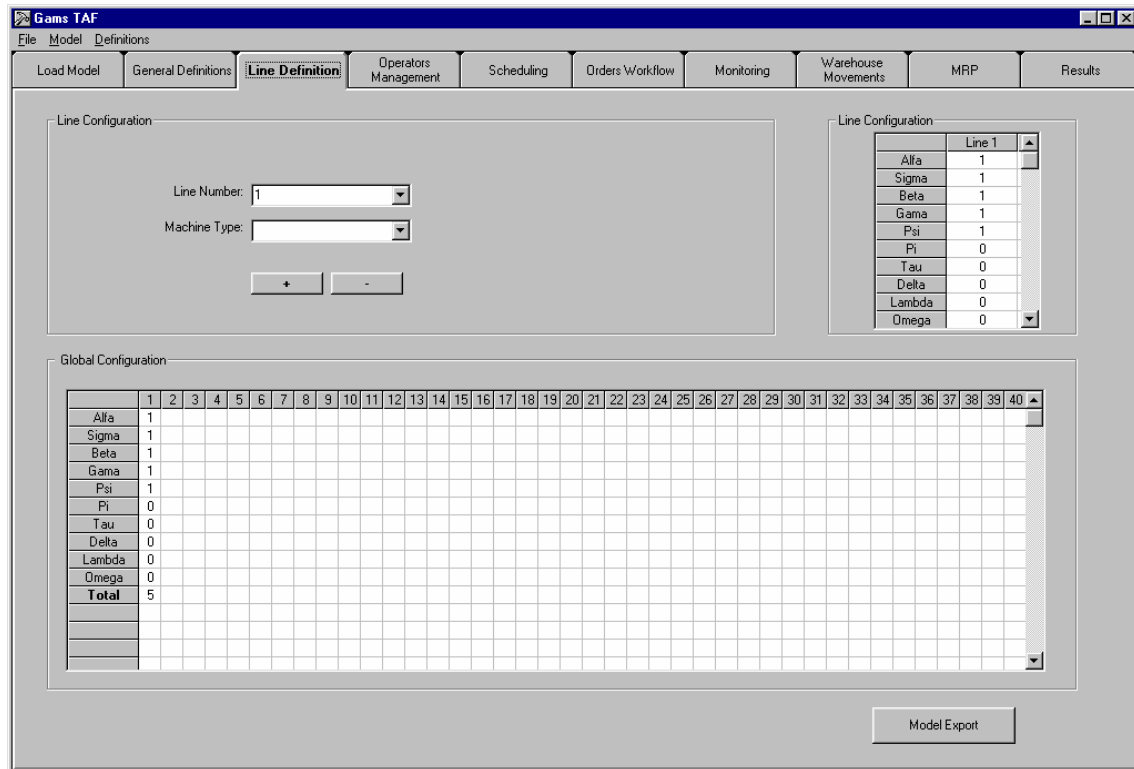 Gams TAF
File Model Definitions
Load Model General Definitions Line Definition Operators Management Scheduling Orders Workflow Monitoring Warehouse Movements MRP Results
Line Configuration
Line Number: 1
Machine Type:
+ -
Line Configuration
Line 1
Alfa 1
Sigma 1
Beta 1
Gama 1
Psi 1
Pi 0
Tau 0
Delta 0
Lambda 0
Omega 0
Global Configuration
1 2 3 4 5 6 7 8 9 10 11 12 13 14 15 16 17 18 19 20 21 22 23 24 25 26 27 28 29 30 31 32 33 34 35 36 37 38 39 40
Alfa 1
Sigma 1
Beta 1
Gama 1
Psi 1
Pi 0
Tau 0
Delta 0
Lambda 0
Omega 0
Total 5
Model Export